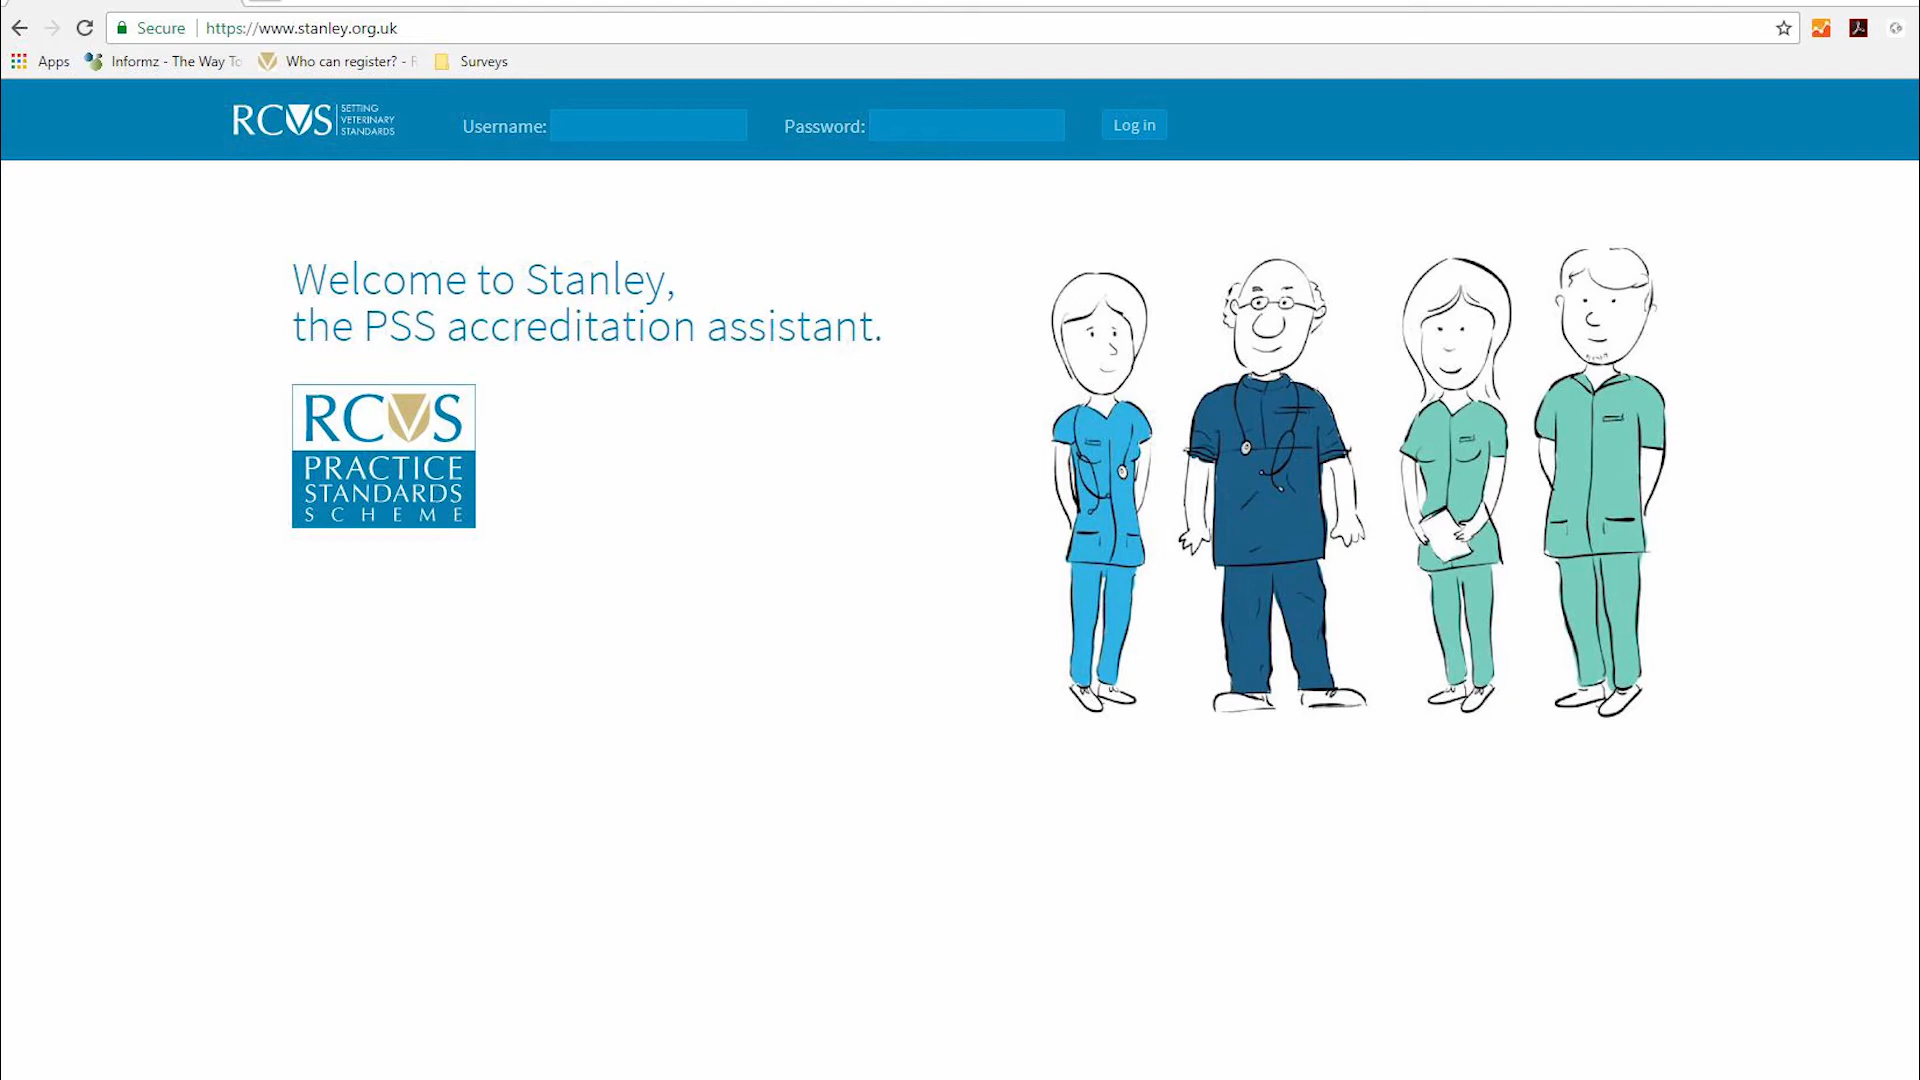 Secure https://www.stanley.org.uk
Apps Informz - The Way To Who can register? - R Surveys
RCVS SETTING VETERINARY STANDARDS
Username: Password: Log in
Welcome to Stanley,
the PSS accreditation assistant.
RCVS
PRACTICE
STANDARDS
SCHEME